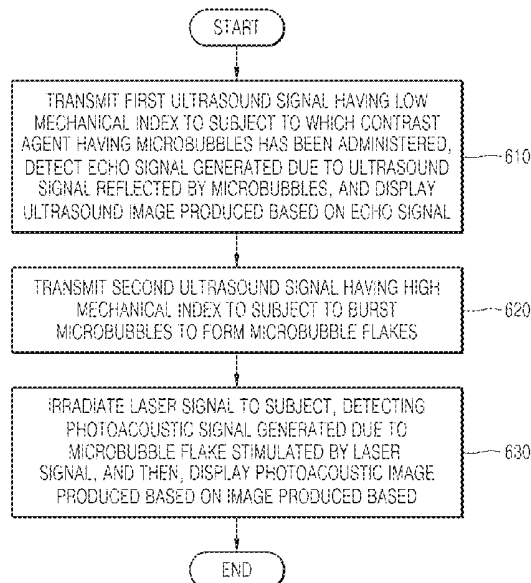 START
TRANSMIT FIRST ULTRASOUND SIGNAL HAVING LOW
MECHANICAL INDEX TO SUBJECT TO WHICH CONTRAST
AGENT HAVING MICROBUBBLES HAS BEEN ADMINISTERED,
DETECT ECHO SIGNAL GENERATED DUE TO ULTRASOUND
SIGNAL REFLECTED BY MICROBUBBLES, AND DISPLAY
ULTRASOUND IMAGE PRODUCED BASED ON ECHO SIGNAL
610
TRANSMIT SECOND ULTRASOUND SIGNAL HAVING HIGH
MECHANICAL INDEX TO SUBJECT TO BURST
MICROBUBBLES TO FORM MICROBUBBLE FLAKES
620
IRRADIATE LASER SIGNAL TO SUBJECT, DETECTING
PHOTOACOUSTIC SIGNAL GENERATED DUE TO
MICROBUBBLE FLAKE STIMULATED BY LASER
SIGNAL, AND THEN, DISPLAY PHOTOACOUSTIC IMAGE
PRODUCED BASED ON IMAGE PRODUCED BASED
630
END